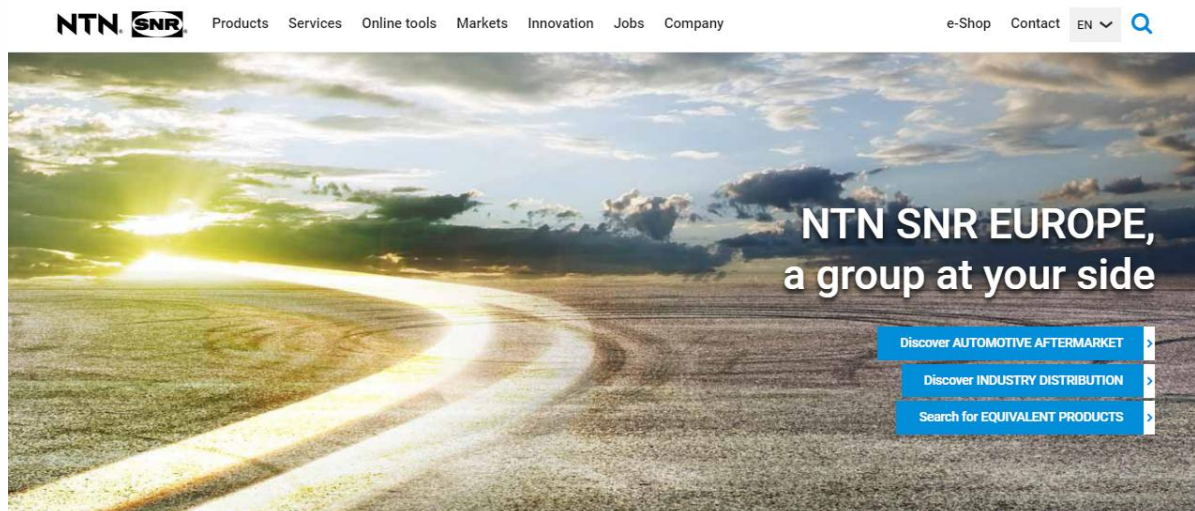 NTN. SNR. Products Services Online tools Markets Innovation Jobs Company e-Shop Contact EN
NTN SNR EUROPE,
a group at your side
Discover AUTOMOTIVE AFTERMARKET
Discover INDUSTRY DISTRIBUTION
Search for EQUIVALENT PRODUCTS